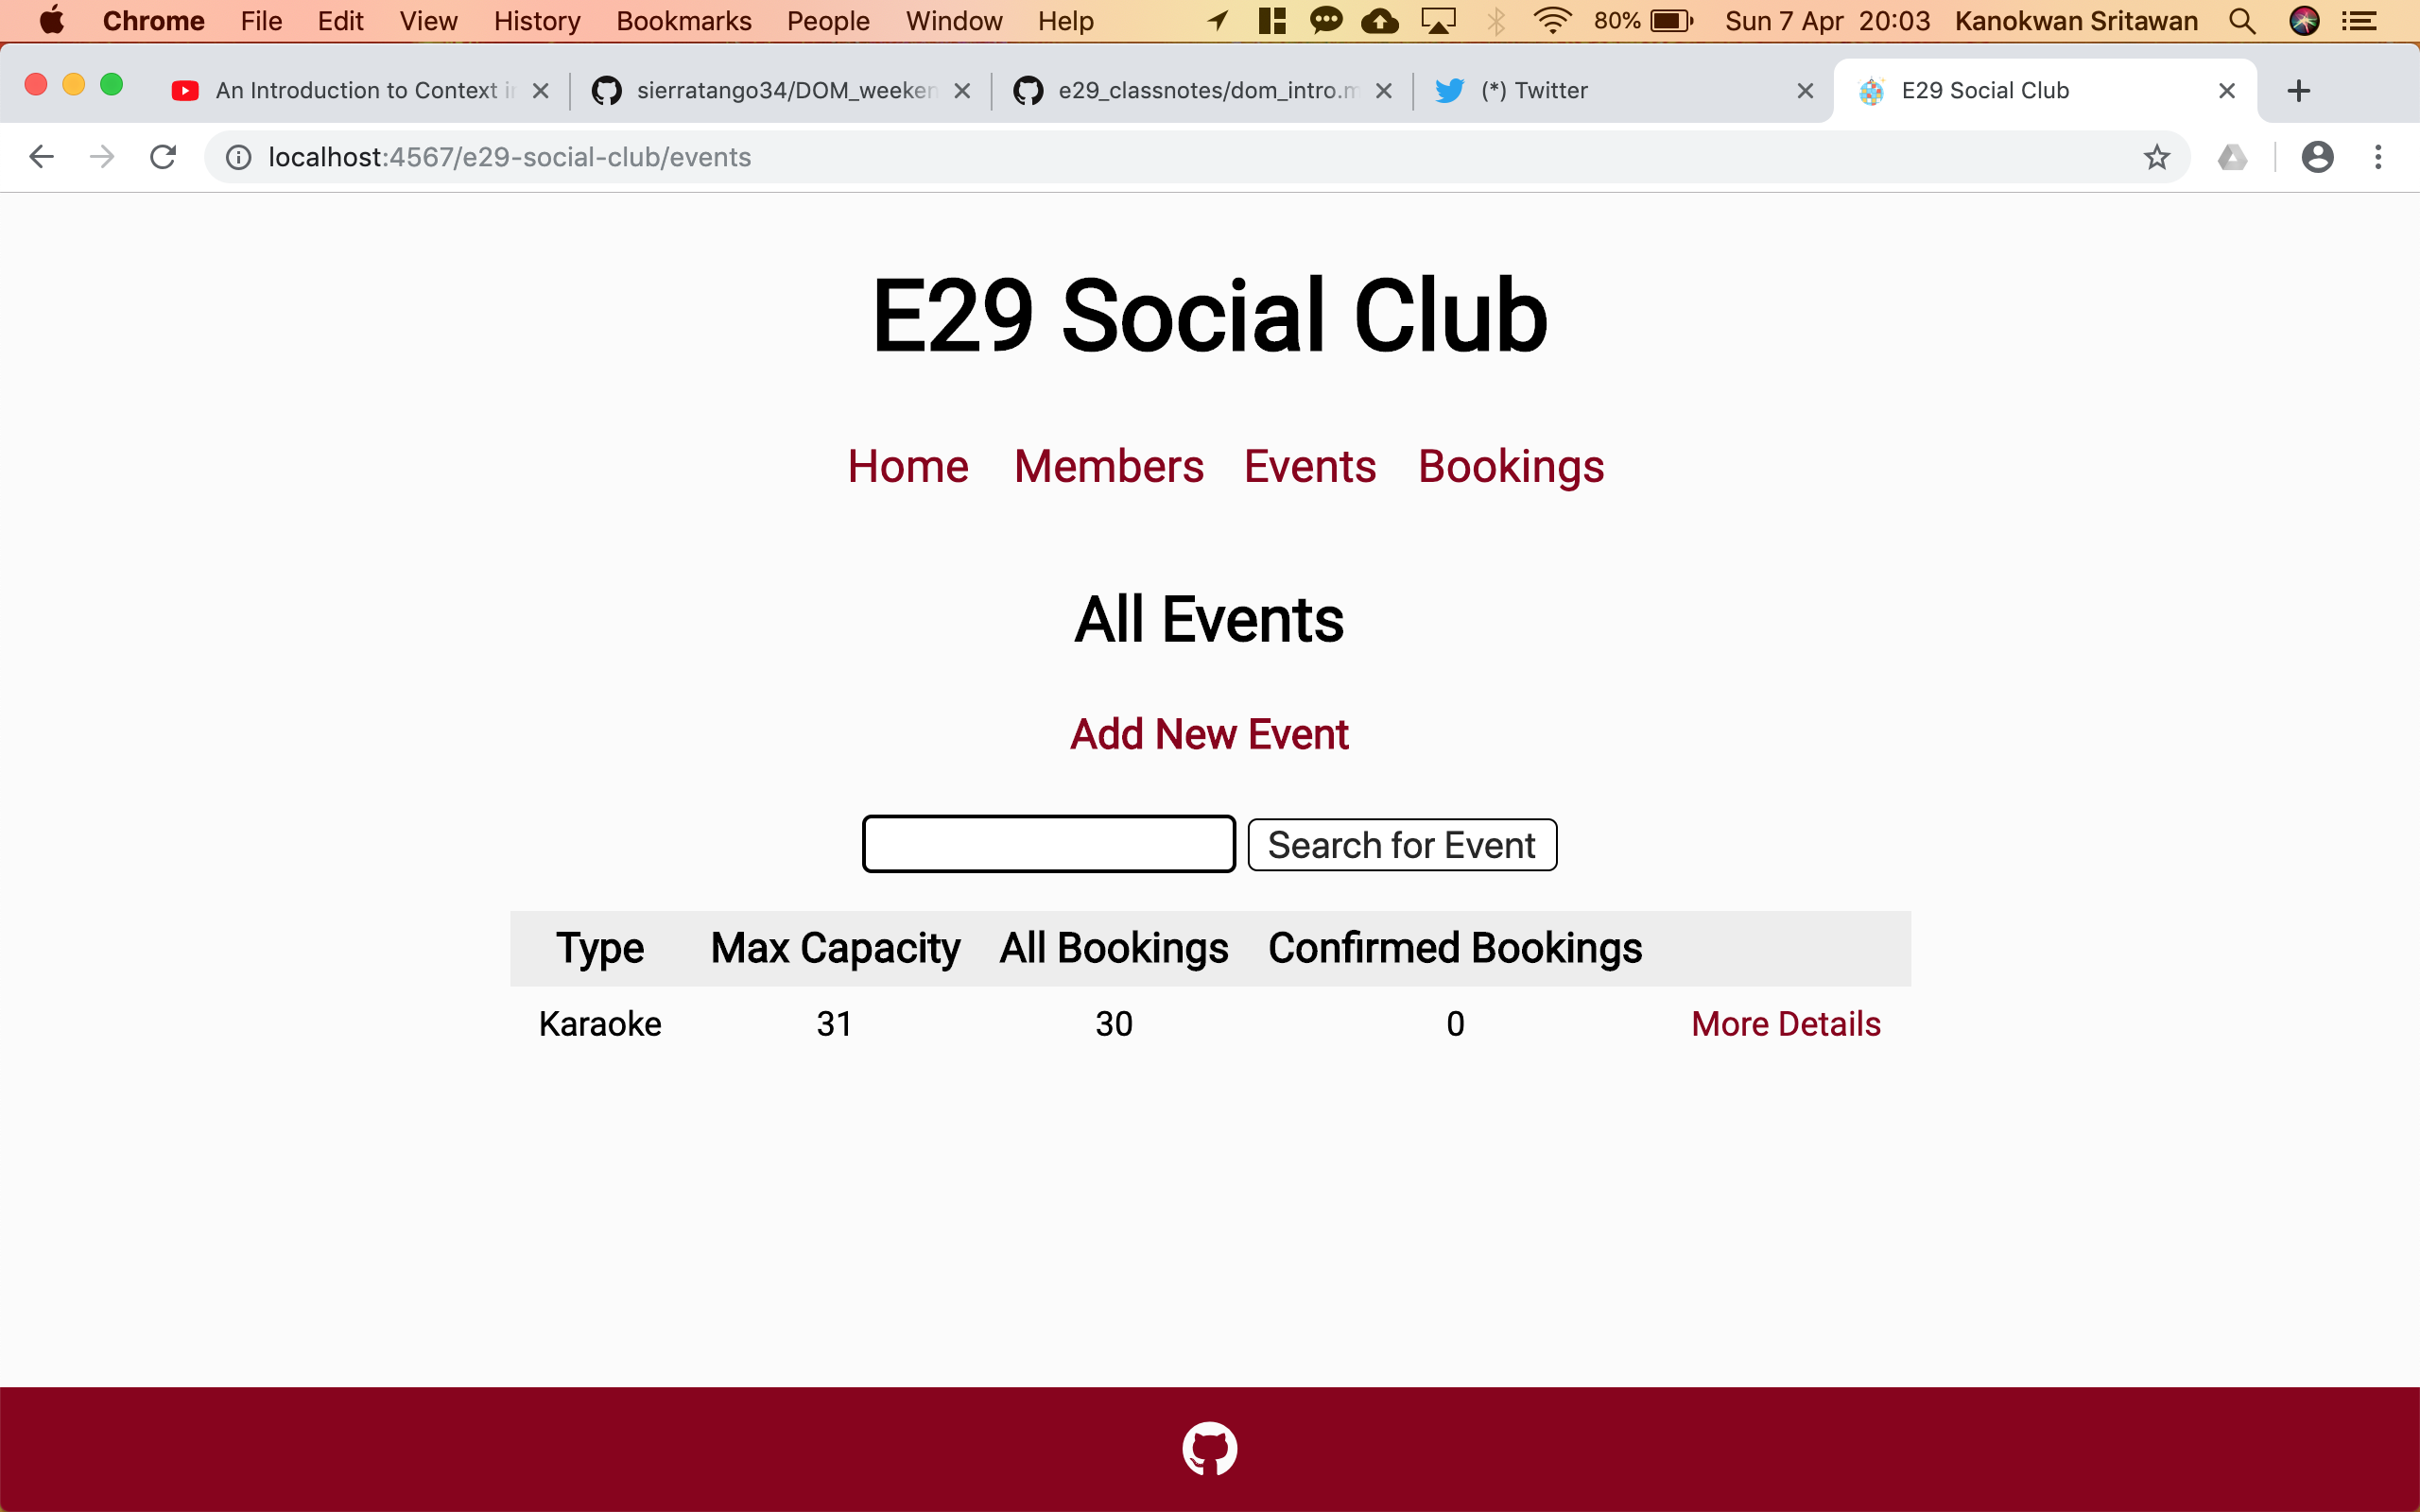 Chrome File Edit View History Bookmarks People Window Help 80% Sun 7 Apr 20:03 Kanokwan Sritawan
An Introduction to Context in sierratango34/DOM_weeken e29_classnotes/dom_intro.m (*) Twitter E29 Social Club
localhost:4567/e29-social-club/events
E29 Social Club
Home Members Events Bookings
All Events
Add New Event
Search for Event
Type Max Capacity All Bookings Confirmed Bookings
Karaoke 31 30 0 More Details